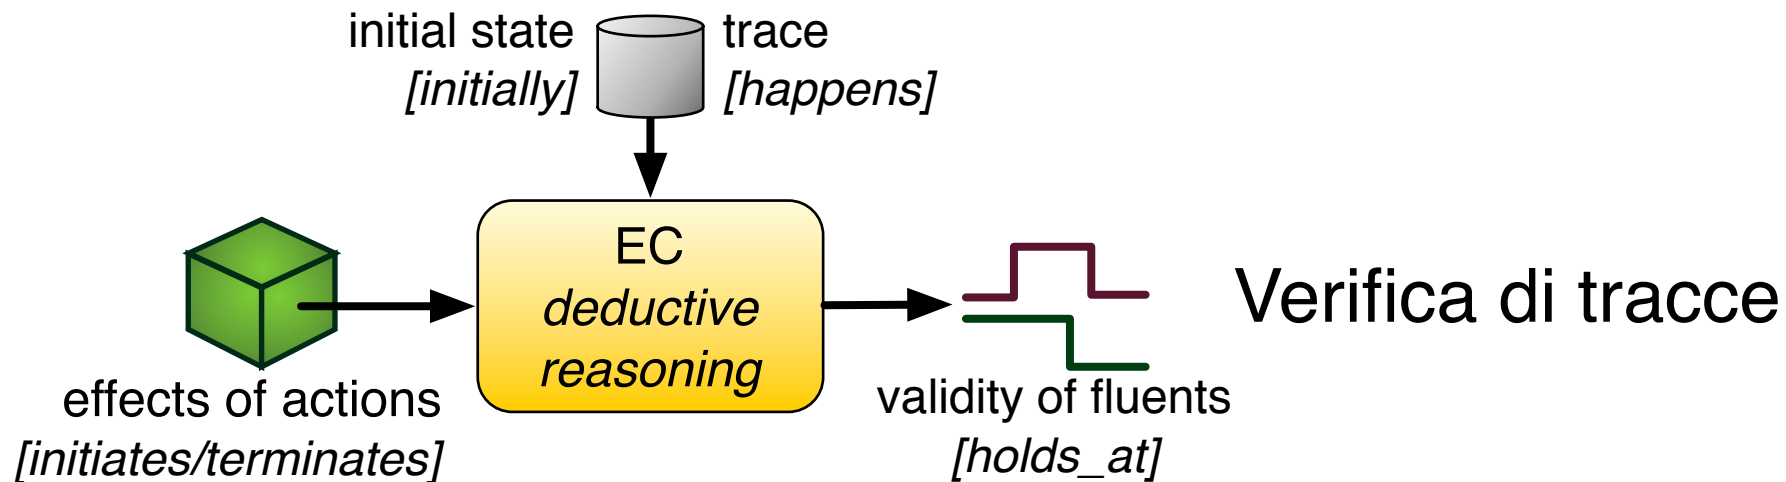 initial state
[initially]
trace
[happens]
EC
deductive
reasoning
effects of actions
[initiates/terminates]
validity of fluents
[holds_at]
Verifica di tracce